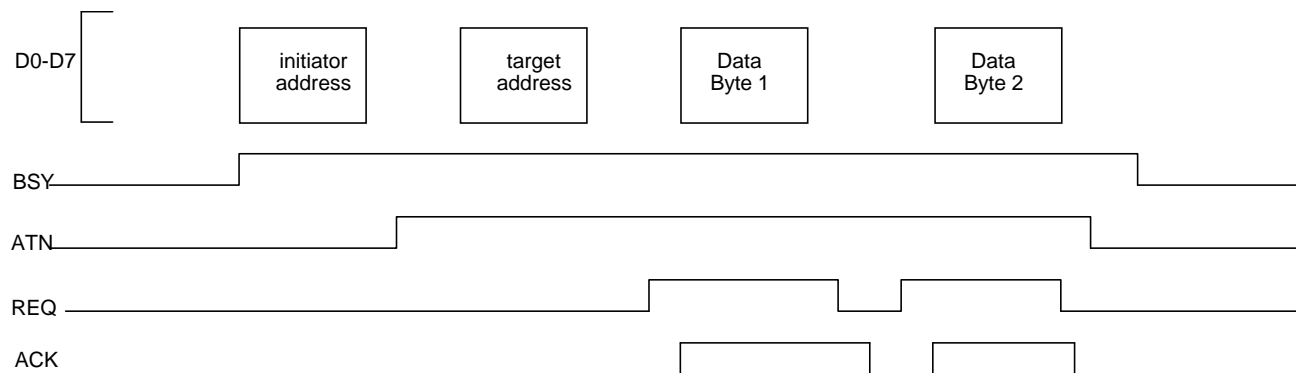 D0-D7
initiator
address
target
address
Data
Byte 1
Data
Byte 2
BSY
ATN
REQ
ACK